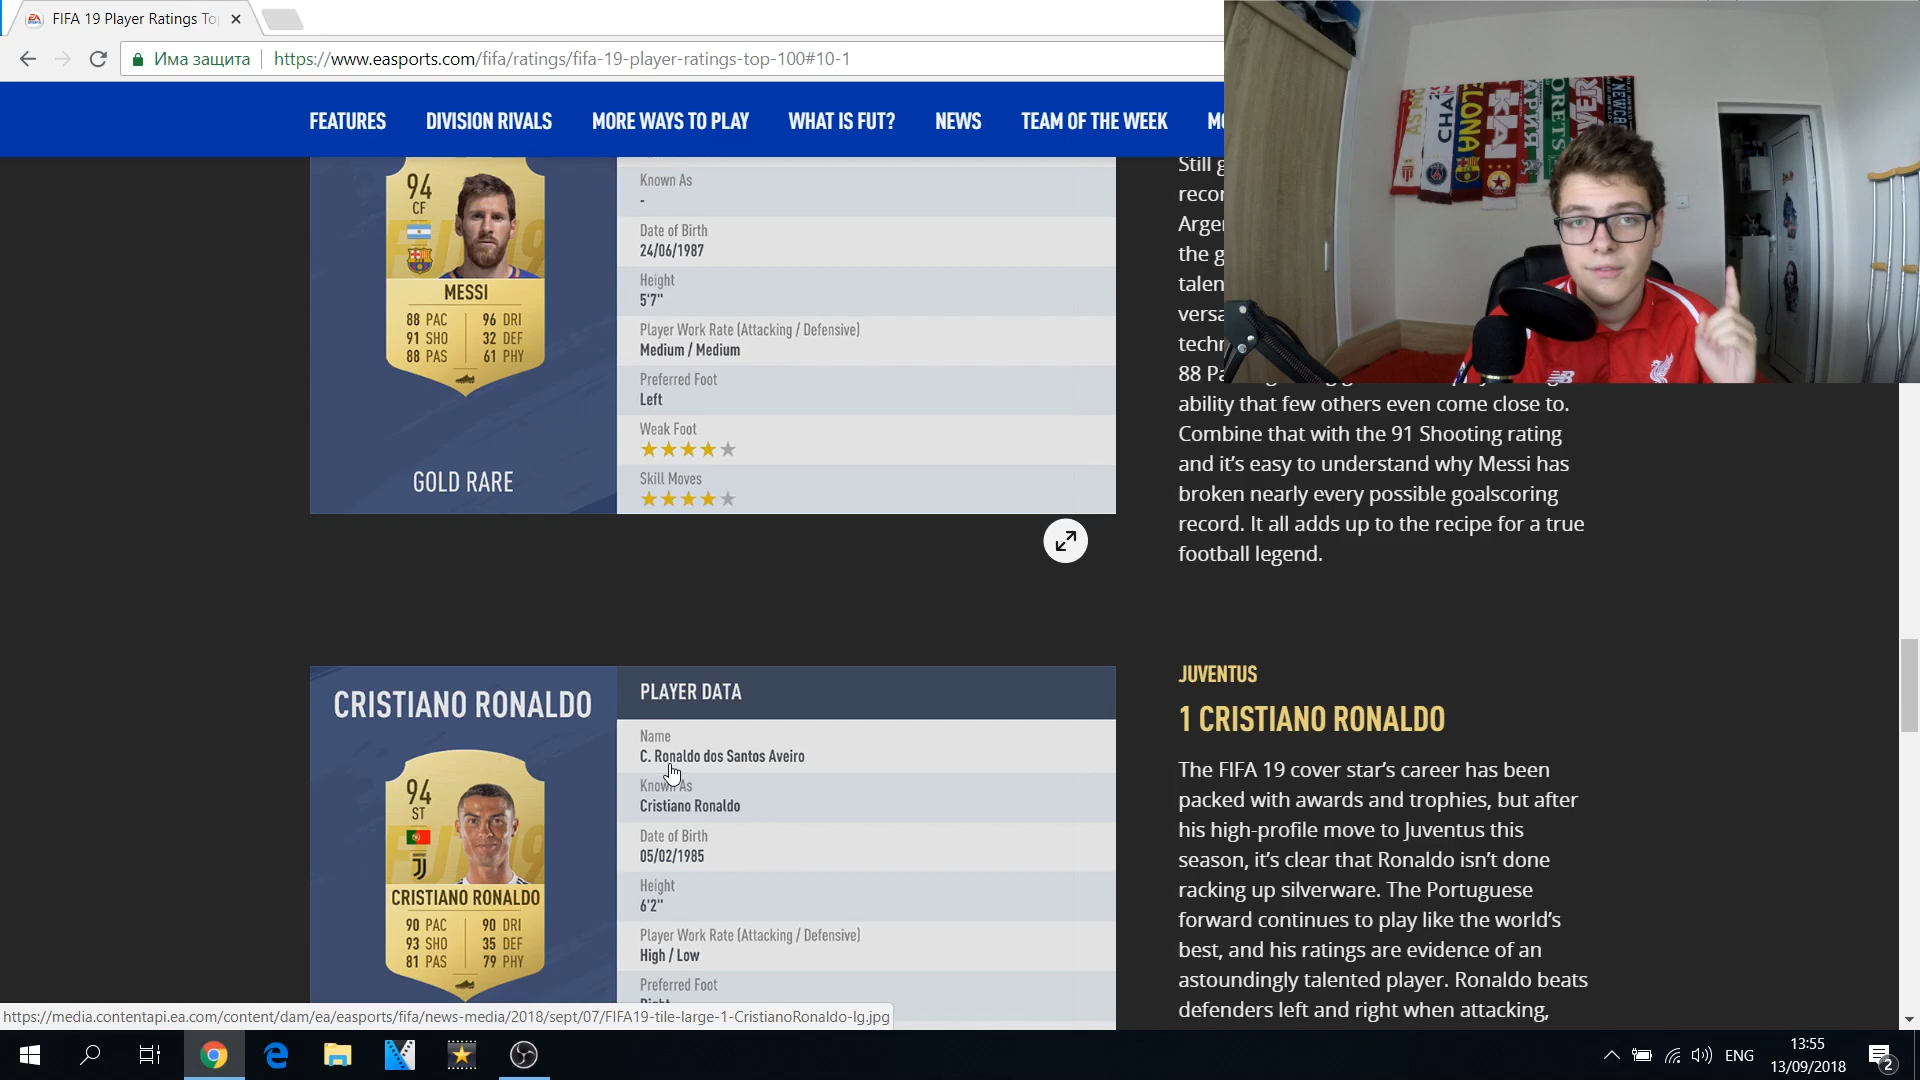 FIFA 19 Player Ratings To
Има защита
https://www.easports.com/fifa/ratings/fifa-19-player-ratings-top-100#10-1
FEATURES
DIVISION RIVALS
MORE WAYS TO PLAY
WHAT IS FUT?
NEWS
TEAM OF THE WEEK
94
CF
MESSI
88 PAC
96 DRI
91 SHO
32 DEF
88 PAS
61 PHY
GOLD RARE
Known As
-
Date of Birth
24/06/1987
Height
5'7"
Player Work Rate (Attacking / Defensive)
Medium / Medium
Preferred Foot
Left
Weak Foot
Skill Moves
Still
the
88
ability that few others even come close to.
Combine that with the 91 Shooting rating
and it's easy to understand why Messi has
broken nearly every possible goalscoring
record. It all adds up to the recipe for a true
football legend.
CRISTIANO RONALDO
94
ST
CRISTIANO RONALDO
90 PAC
90 DRI
93 SHO
35 DEF
81 PAS
79 PHY
PLAYER DATA
Name
C. Ronaldo dos Santos Aveiro
Known As
Cristiano Ronaldo
Date of Birth
05/02/1985
Height
6'2"
Player Work Rate (Attacking / Defensive)
High / Low
Preferred Foot
Right
JUVENTUS
1 CRISTIANO RONALDO
The FIFA 19 cover star's career has been
packed with awards and trophies, but after
his high-profile move to Juventus this
season, it's clear that Ronaldo isn't done
racking up silverware. The Portuguese
forward continues to play like the world's
best, and his ratings are evidence of an
astoundingly talented player. Ronaldo beats
defenders left and right when attacking,
https://media.contentapi.ea.com/content/dam/ea/easports/fifa/news-media/2018/sept/07/FIFA19-tile-large-1-CristianoRonaldo-lg.jpg
ENG
13:55
13/09/2018
2